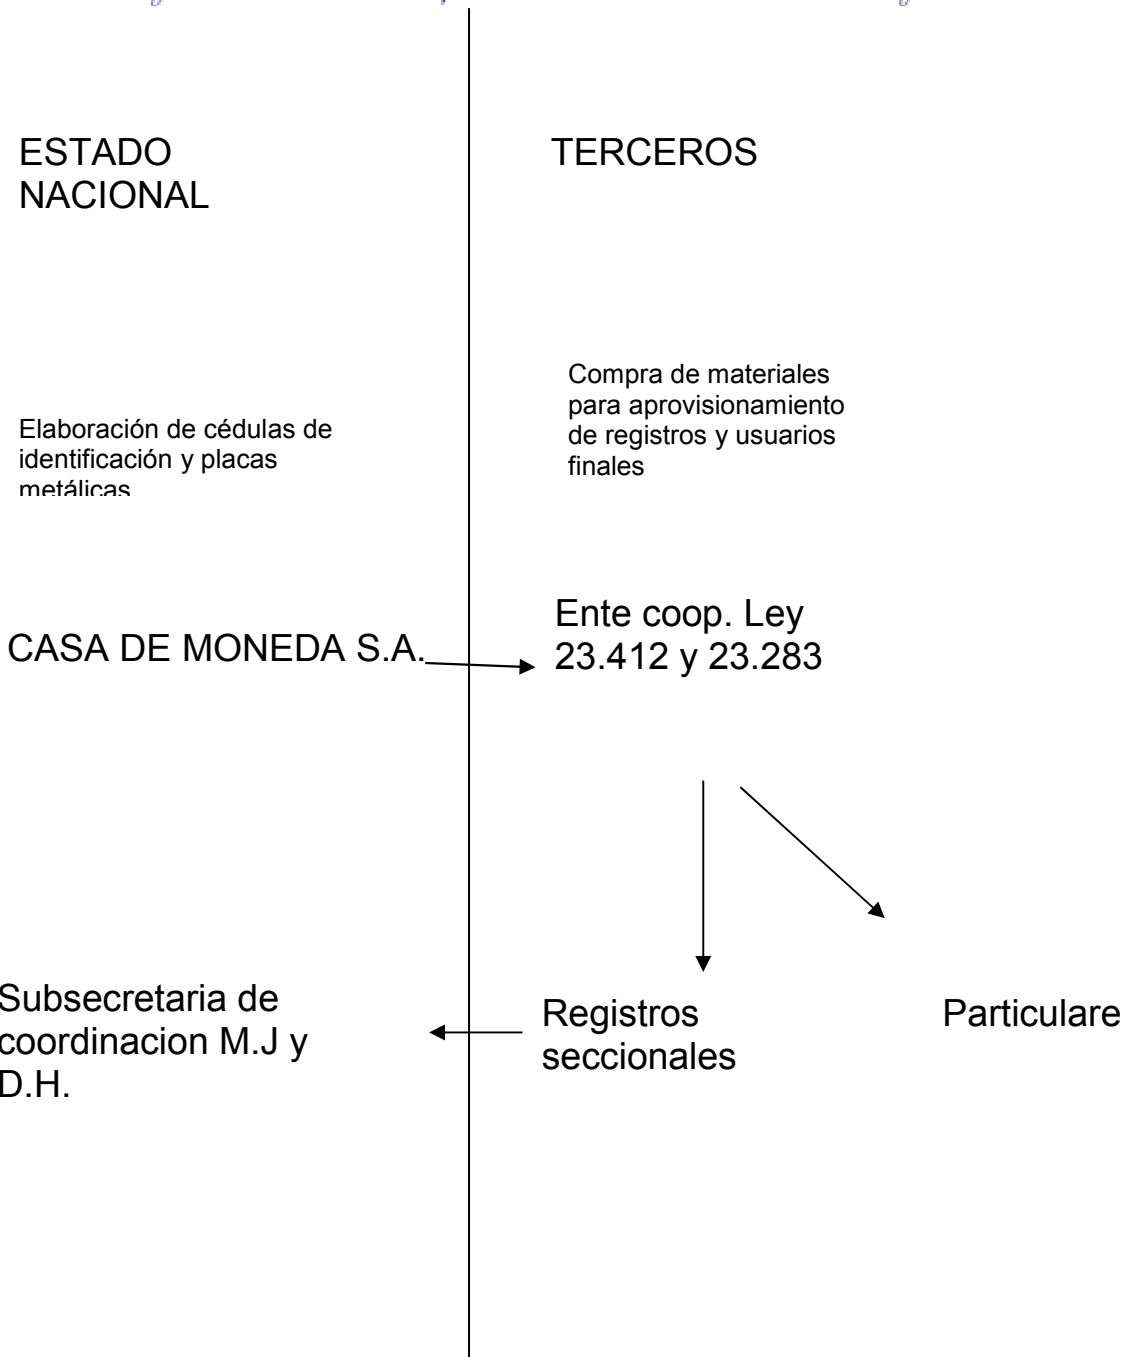 ESTADO
NACIONAL
TERCEROS
Elaboración de cédulas de
identificación y placas
metálicas
Compra de materiales
para aprovisionamiento
de registros y usuarios
finales
CASA DE MONEDA S.A.
Ente coop. Ley
23.412 y 23.283
Subsecretaria de
coordinacion M.J y
D.H.
Registros
seccionales
Particulare